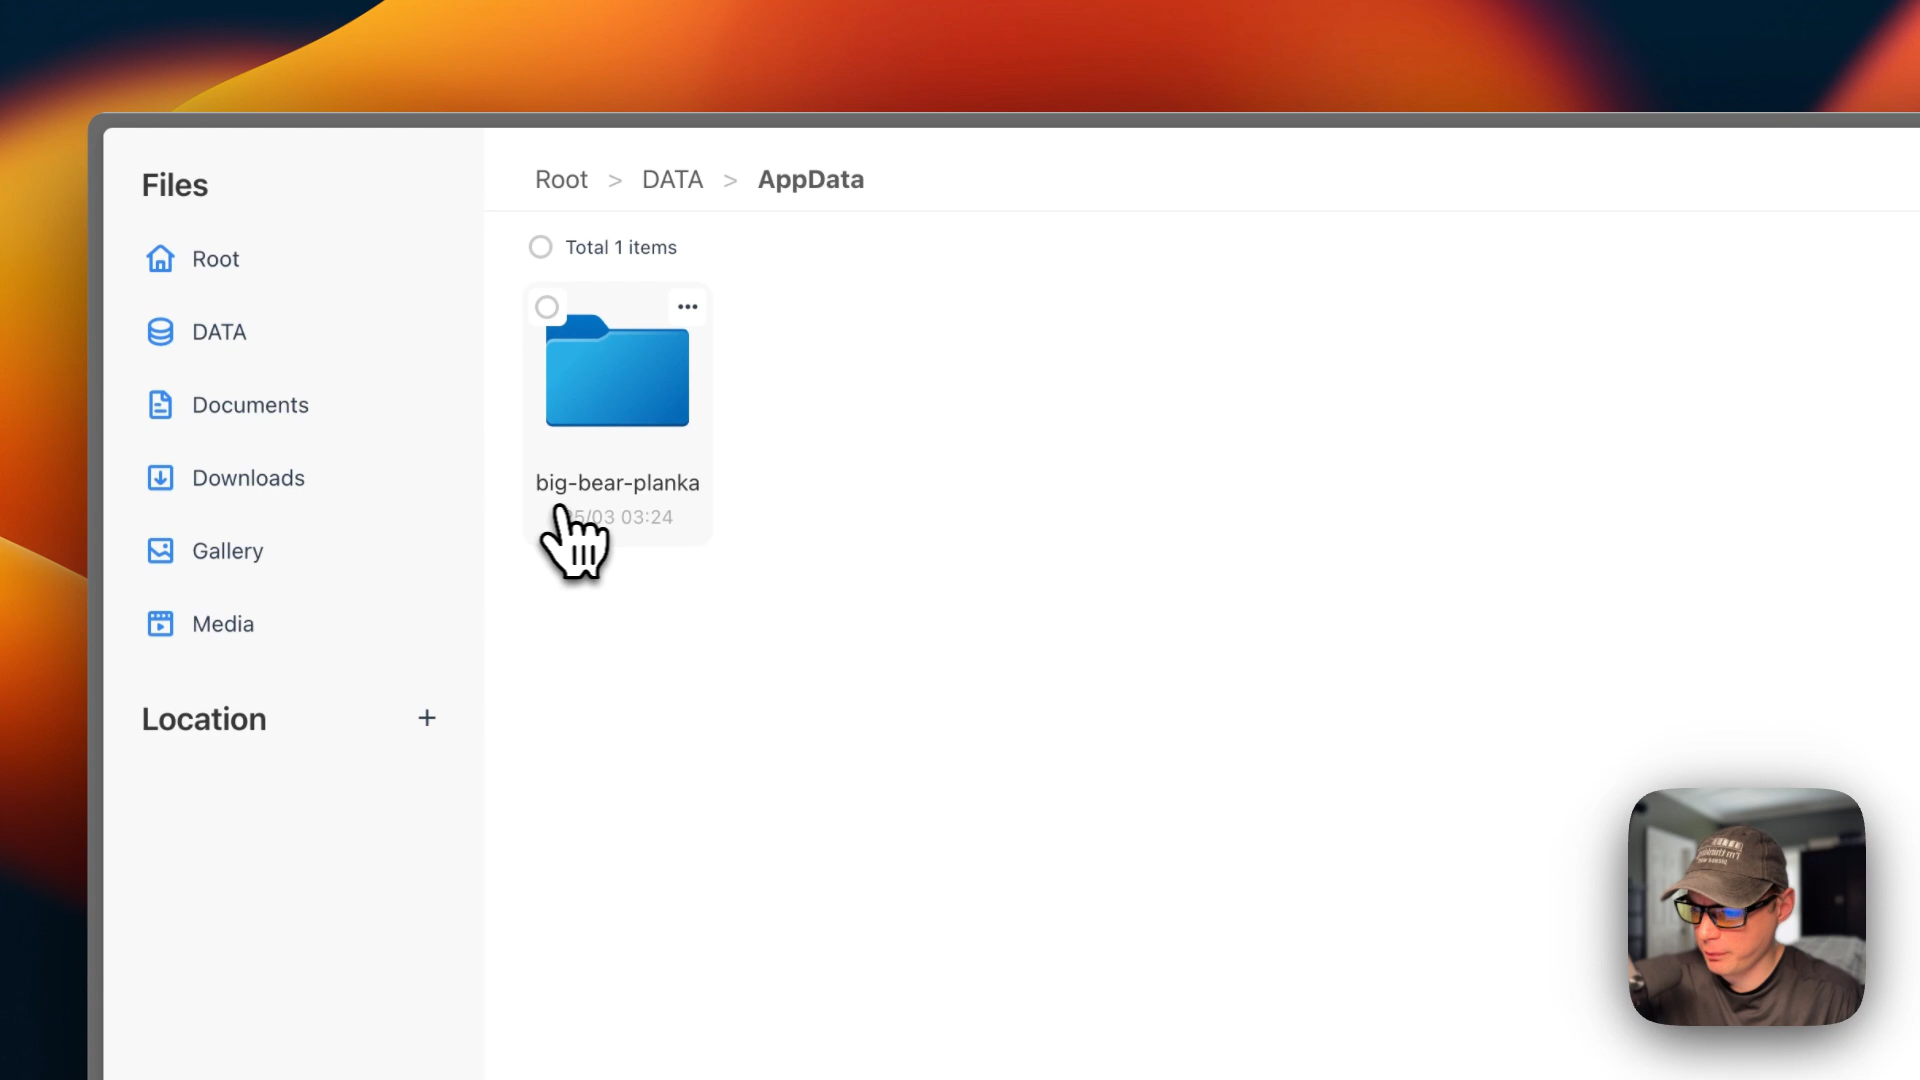 Files
Root
DATA
Documents
Downloads
Gallery
Media
Location
Root > DATA > AppData
Total 1 items
big-bear-planka
5/03 03:24